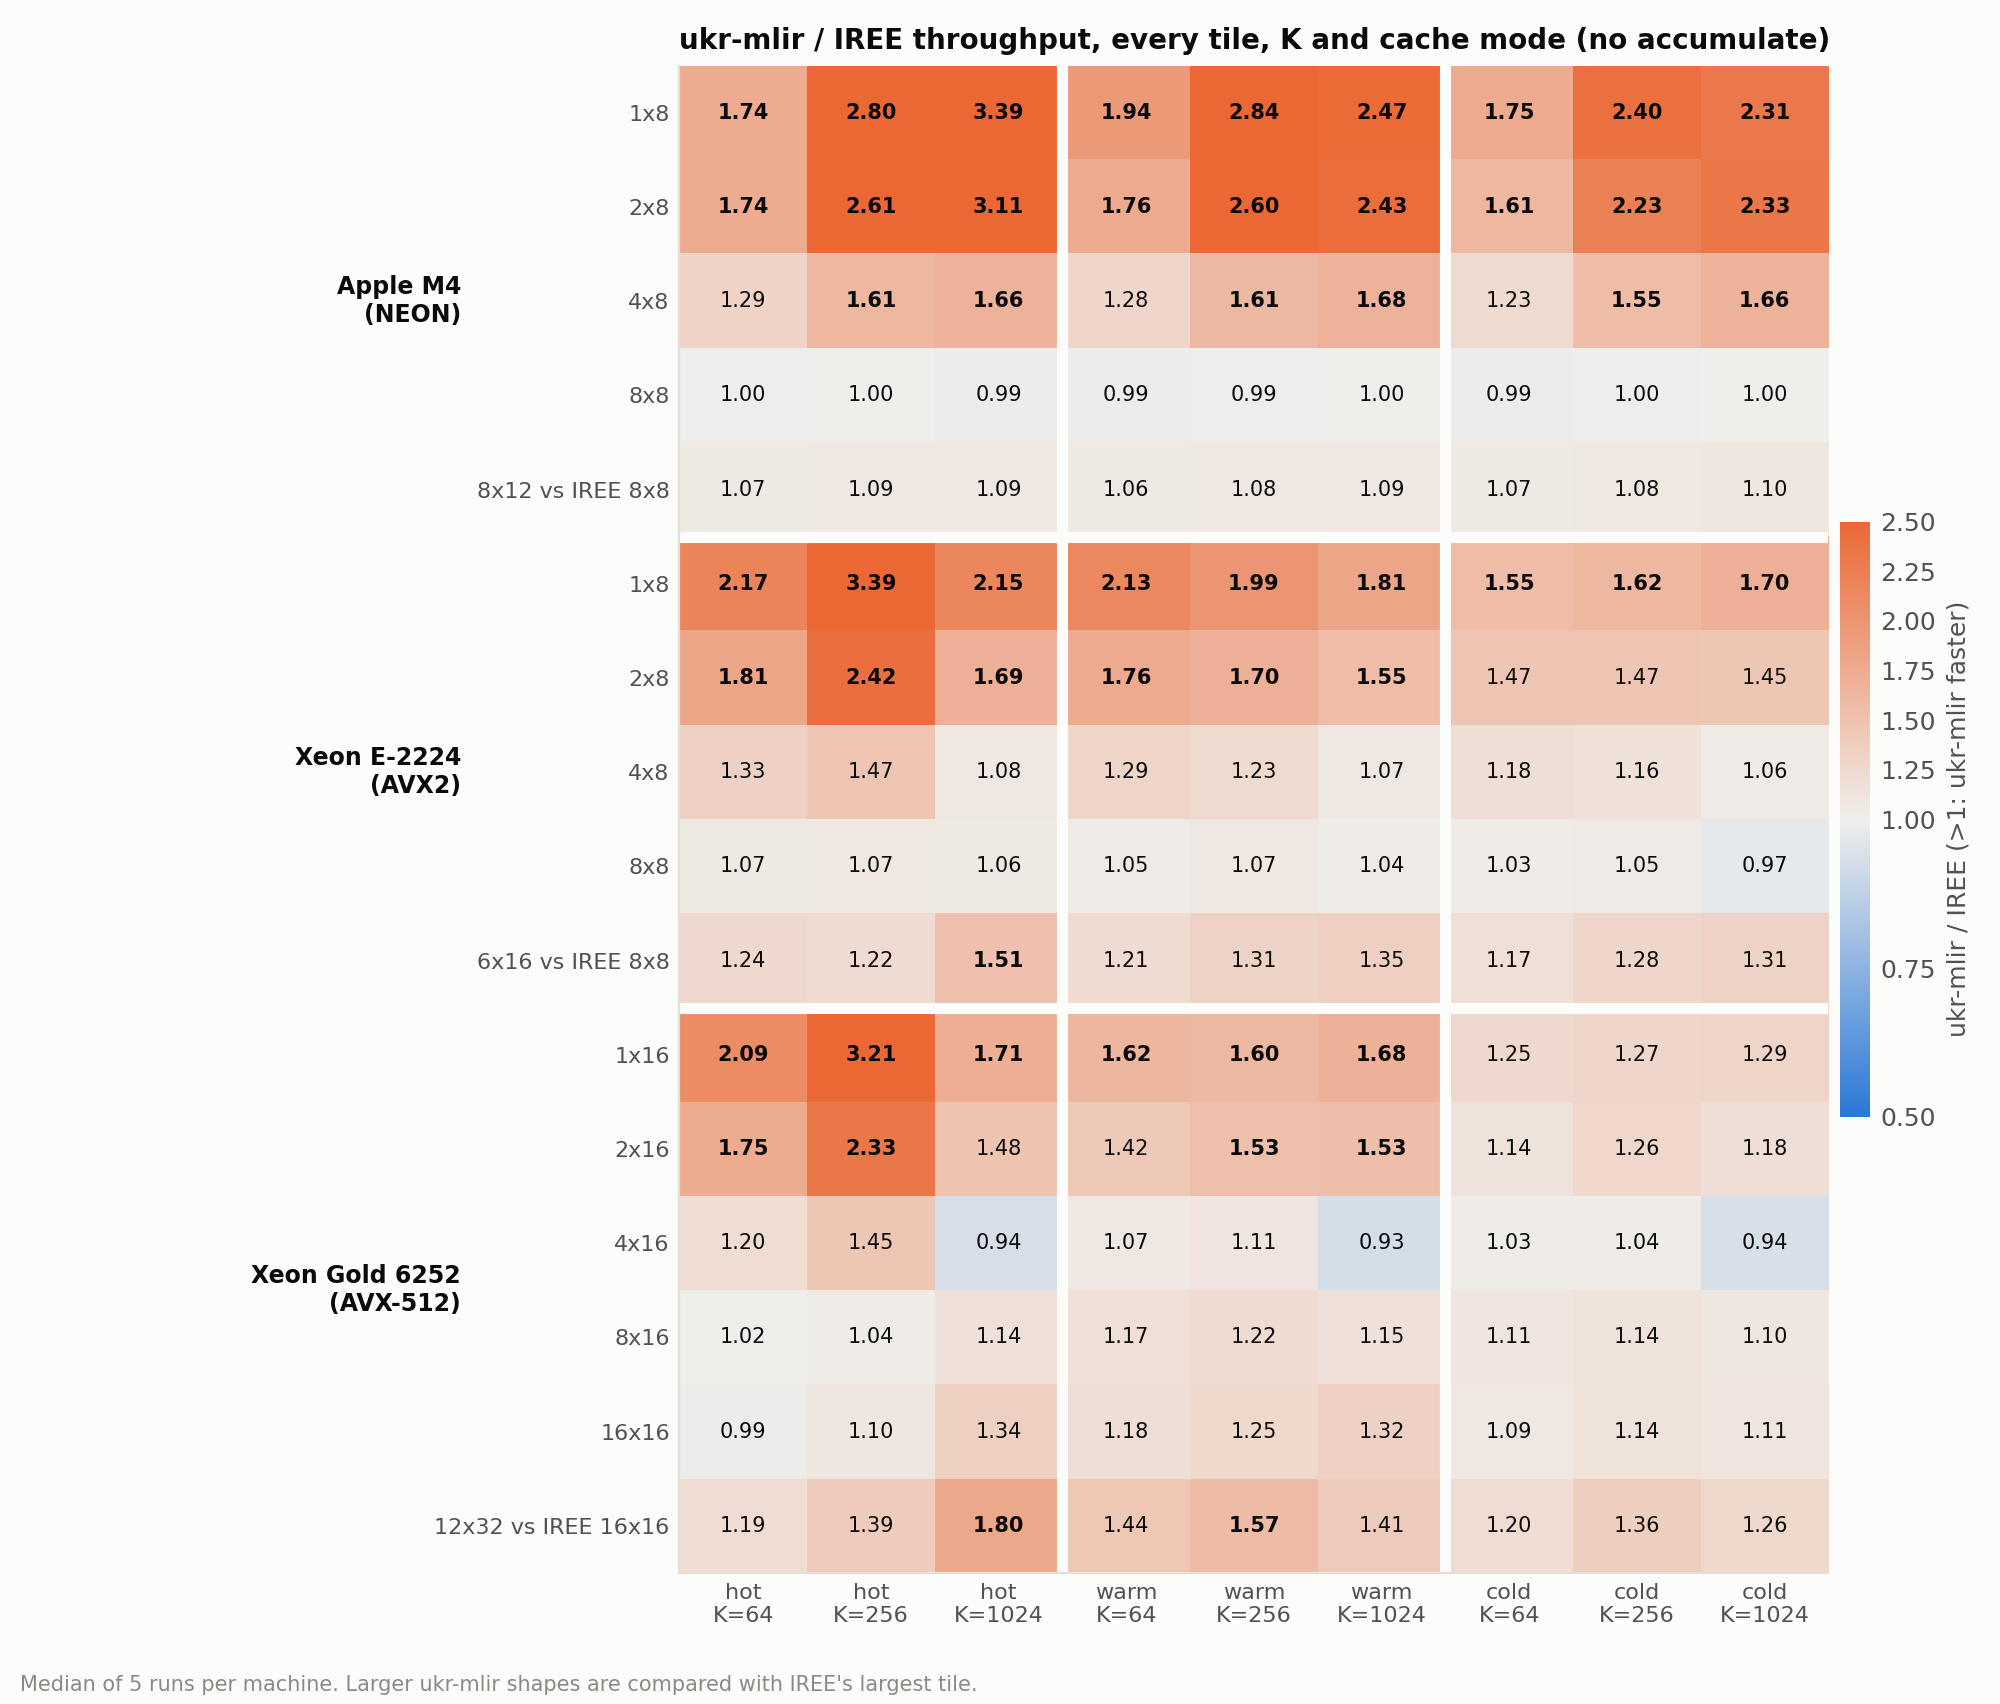 ukr-mlir / IREE throughput, every tile, K and cache mode (no accumulate)
Apple M4
(NEON)
1x8 1.74 2.80 3.39 1.94 2.84 2.47 1.75 2.40 2.31
2x8 1.74 2.61 3.11 1.76 2.60 2.43 1.61 2.23 2.33
4x8 1.29 1.61 1.66 1.28 1.61 1.68 1.23 1.55 1.66
8x8 1.00 1.00 0.99 0.99 0.99 1.00 0.99 1.00 1.00
8x12 vs IREE 8x8 1.07 1.09 1.09 1.06 1.08 1.09 1.07 1.08 1.10
Xeon E-2224
(AVX2)
1x8 2.17 3.39 2.15 2.13 1.99 1.81 1.55 1.62 1.70
2x8 1.81 2.42 1.69 1.76 1.70 1.55 1.47 1.47 1.45
4x8 1.33 1.47 1.08 1.29 1.23 1.07 1.18 1.16 1.06
8x8 1.07 1.07 1.06 1.05 1.07 1.04 1.03 1.05 0.97
6x16 vs IREE 8x8 1.24 1.22 1.51 1.21 1.31 1.35 1.17 1.28 1.31
Xeon Gold 6252
(AVX-512)
1x16 2.09 3.21 1.71 1.62 1.60 1.68 1.25 1.27 1.29
2x16 1.75 2.33 1.48 1.42 1.53 1.53 1.14 1.26 1.18
4x16 1.20 1.45 0.94 1.07 1.11 0.93 1.03 1.04 0.94
8x16 1.02 1.04 1.14 1.17 1.22 1.15 1.11 1.14 1.10
16x16 0.99 1.10 1.34 1.18 1.25 1.32 1.09 1.14 1.11
12x32 vs IREE 16x16 1.19 1.39 1.80 1.44 1.57 1.41 1.20 1.36 1.26
hot hot hot warm warm warm cold cold cold
K=64 K=256 K=1024 K=64 K=256 K=1024 K=64 K=256 K=1024
2.50
2.25
2.00
1.75
1.50
1.25
1.00
0.75
0.50
ukr-mlir / IREE (>1: ukr-mlir faster)
Median of 5 runs per machine. Larger ukr-mlir shapes are compared with IREE's largest tile.